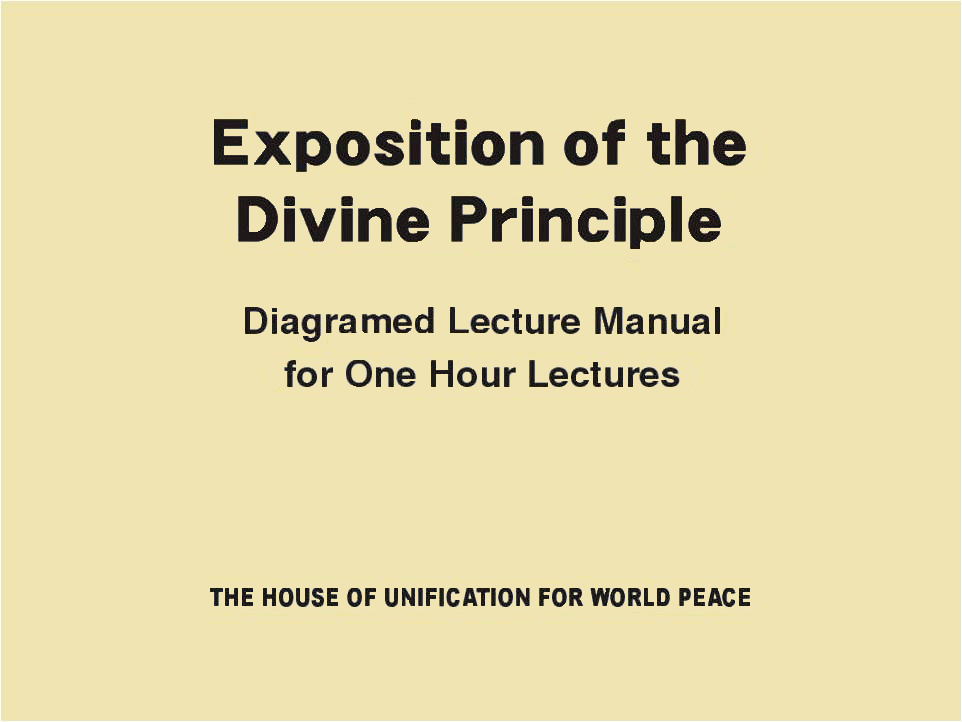 Exposition of the
Divine Principle
Diagramed Lecture Manual
for One Hour Lectures
THE HOUSE OF UNIFICATION FOR WORLD PEACE